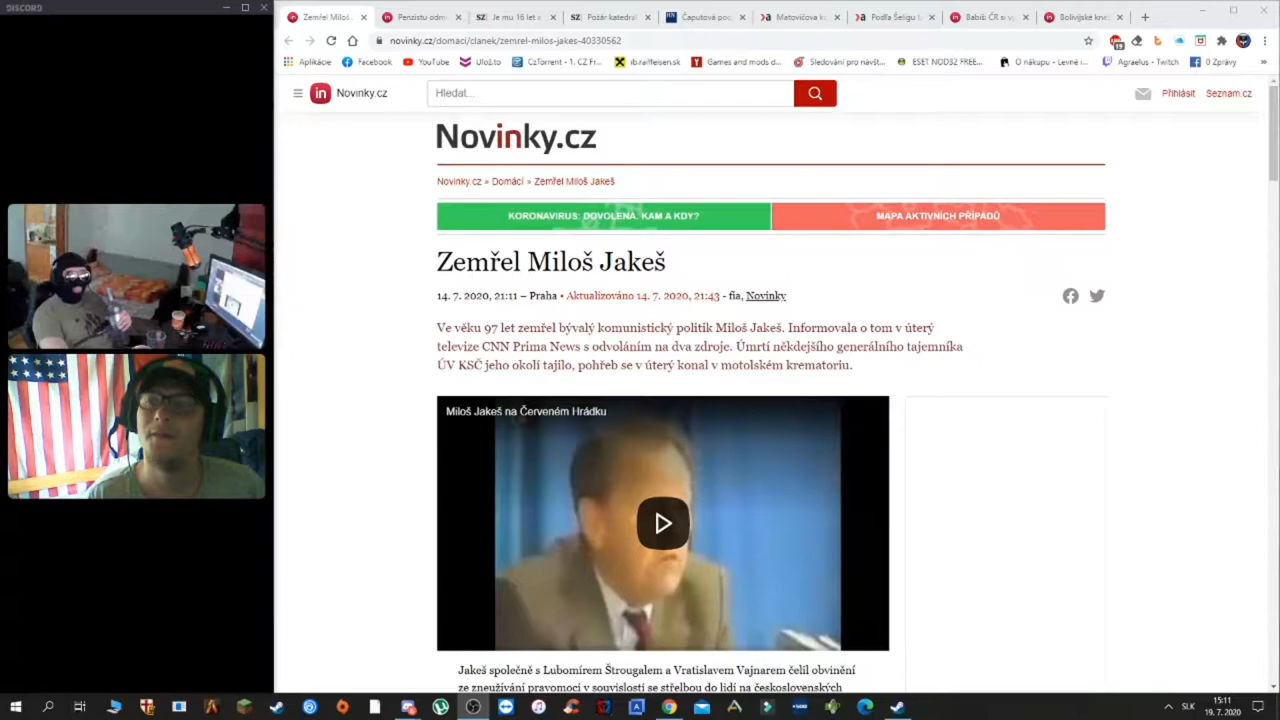 DISCORD
Zemřel Miloš
Penzistu odm
Je mu 16 let a
Požár katedral
Čaputová po
Matovičova k
Podľa Šeligu
Babiš: ČR si v
Bolívijské kn
novinky.cz/domaci/clanek/zemrel-milos-jakes-40330562
Aplikácie
Facebook
YouTube
Ulož.to
CzTorrent - 1. CZ Fr...
ib.raiffeisen.sk
Games and mods d...
Sledování pro návšt...
ESET NOD32 FREE...
O nákupu - Levné i...
Agraelus - Twitch
0 Zprávy
Novinky.cz
Hledat...
Přihlásit
Seznam.cz
Novinky.cz
Novinky.cz » Domácí » Zemřel Miloš Jakeš
KORONAVIRUS: DOVOLENÁ. KAM A KDY?
MAPA AKTIVNÍCH PŘÍPADŮ
Zemřel Miloš Jakeš
14. 7. 2020, 21:11 – Praha • Aktualizováno 14. 7. 2020, 21:43 - fia, Novinky
Ve věku 97 let zemřel bývalý komunistický politik Miloš Jakeš. Informovala o tom v úterý
televize CNN Prima News s odvoláním na dva zdroje. Úmrtí někdejšího generálního tajemníka
ÚV KSČ jeho okolí tajilo, pohřeb se v úterý konal v motolském krematoriu.
Miloš Jakeš na Červeném Hrádku
Jakeš společně s Lubomírem Štrougalem a Vratislavem Vajnarem čelil obvinění
ze zneužívání pravomoci v souvislosti se střelbou do lidí na československých
SLK
15:11
19. 7. 2020